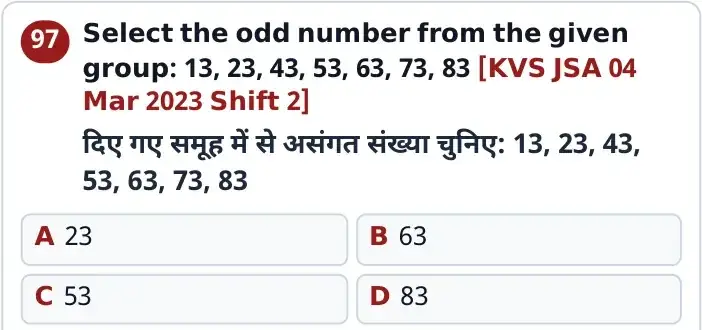 97 Select the odd number from the given
group: 13, 23, 43, 53, 63, 73, 83 [KVS JSA 04
Mar 2023 Shift 2]
दिए गए समूह में से असंगत संख्या चुनिए: 13, 23, 43,
53, 63, 73, 83
A 23
B 63
C 53
D 83